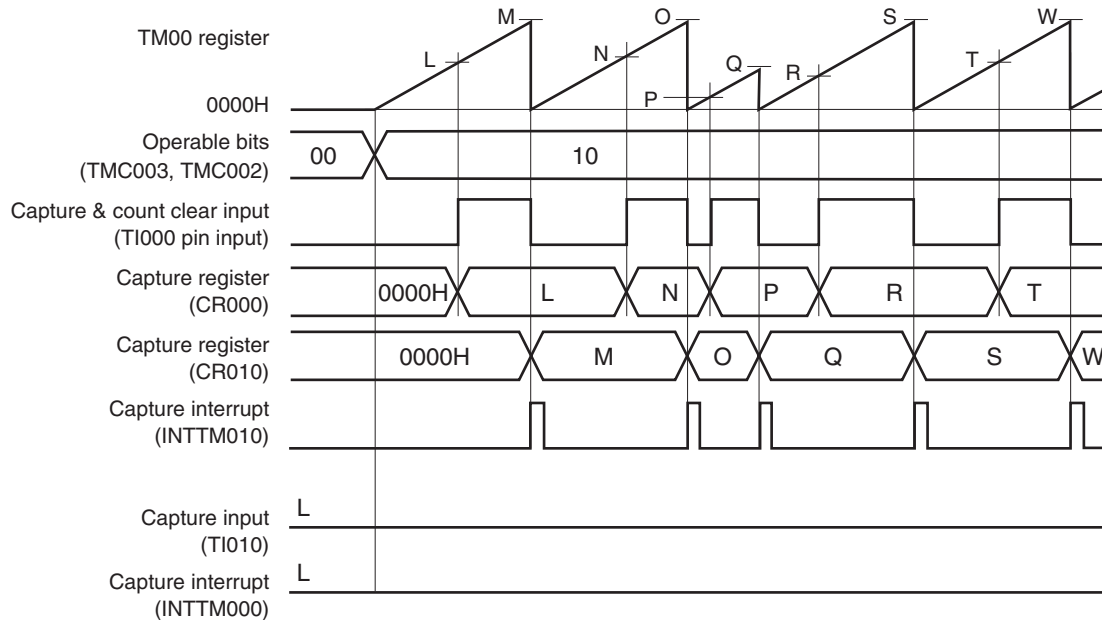 TM00 register
M
O
S
W
L
N
Q
R
T
P
0000H
Operable bits
(TMC003, TMC002)
00
10
Capture & count clear input
(TI000 pin input)
Capture register
(CR000)
0000H
L
N
P
R
T
Capture register
(CR010)
0000H
M
O
Q
S
W
Capture interrupt
(INTTM010)
Capture input
(TI010)
L
Capture interrupt
(INTTM000)
L